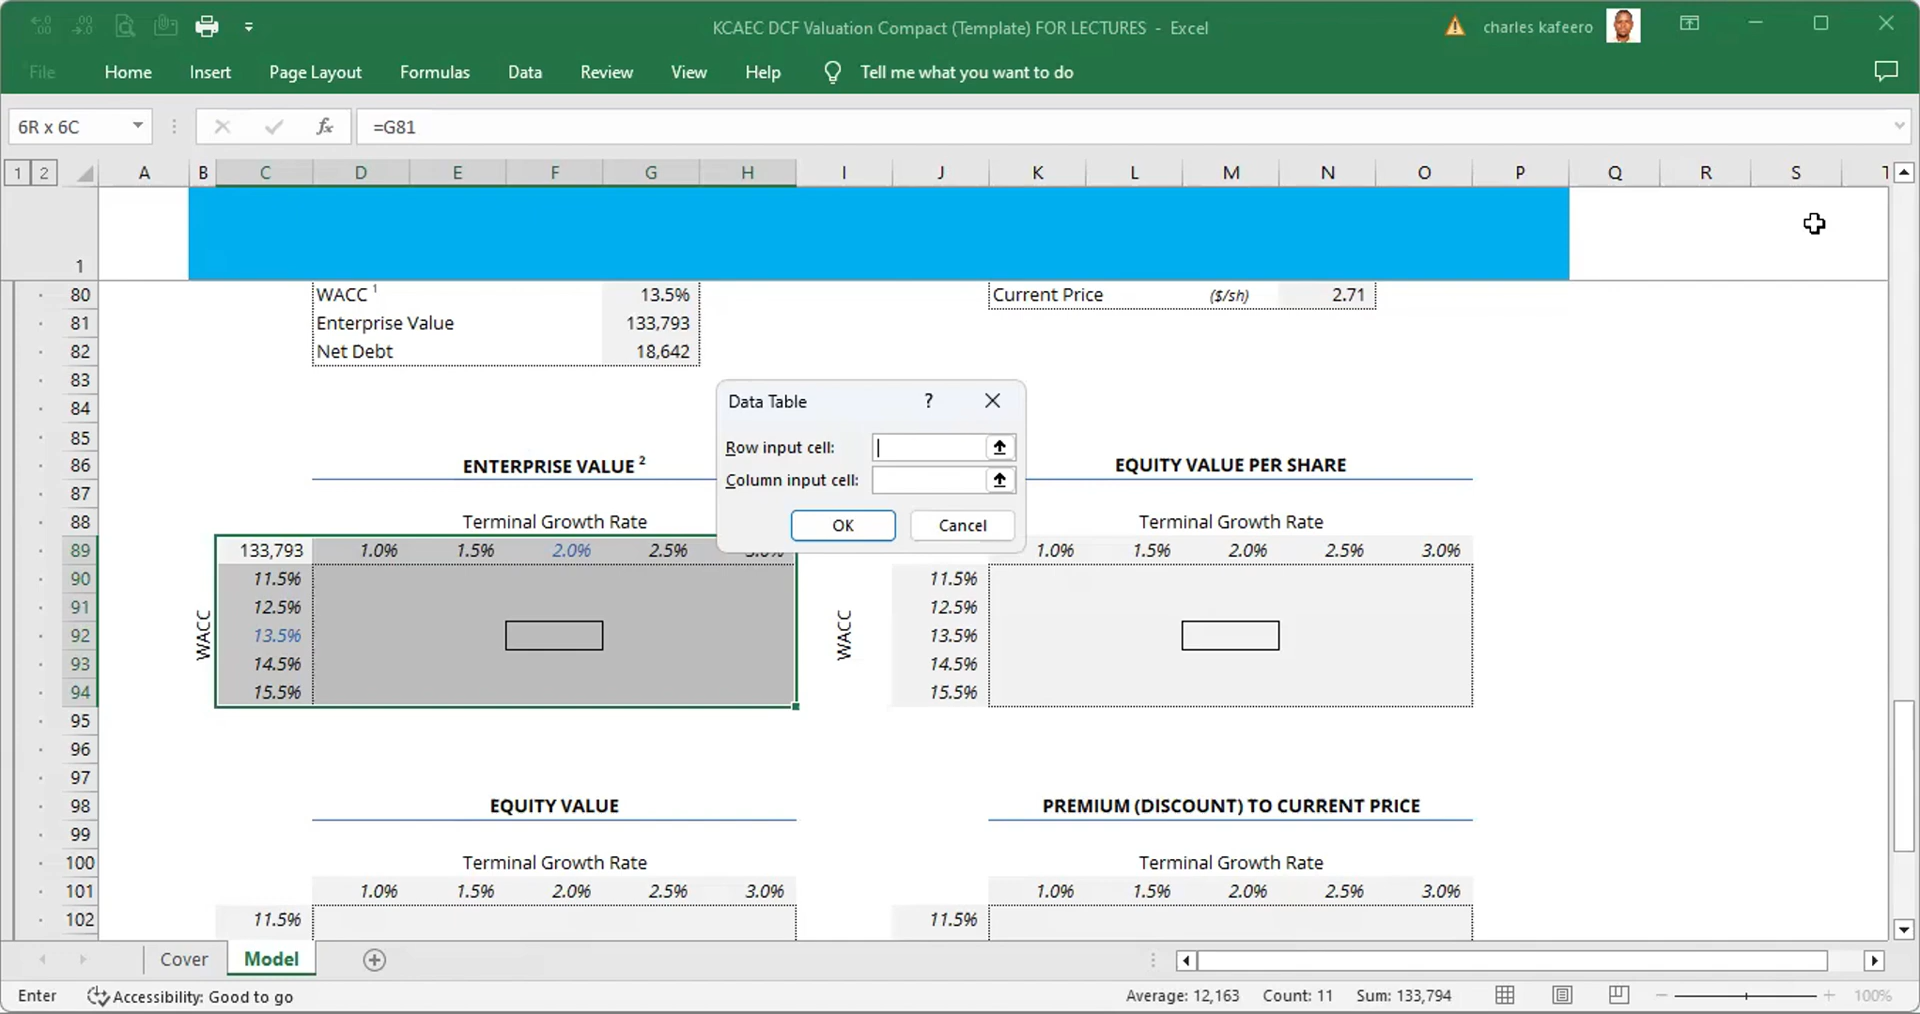 KCAEC DCF Valuation Compact (Template) FOR LECTURES - Excel
charles kafeero
File Home Insert Page Layout Formulas Data Review View Help Tell me what you want to do
6R x 6C fx =G81
1 2 A B C D E F G H I J K L M N O P Q R S T
1
80 WACC 1 13.5% Current Price ($/sh) 2.71
81 Enterprise Value 133,793
82 Net Debt 18,642
83
84
Data Table ?
85
Row input cell:
86 ENTERPRISE VALUE 2 EQUITY VALUE PER SHARE
Column input cell:
87
88 Terminal Growth Rate Terminal Growth Rate
OK Cancel
89 133,793 1.0% 1.5% 2.0% 2.5% 3.0% 1.0% 1.5% 2.0% 2.5% 3.0%
90 11.5% 11.5%
91 12.5% 12.5%
92 WACC 13.5% WACC 13.5%
93 14.5% 14.5%
94 15.5% 15.5%
95
96
97
98 EQUITY VALUE PREMIUM (DISCOUNT) TO CURRENT PRICE
99
100 Terminal Growth Rate Terminal Growth Rate
101 1.0% 1.5% 2.0% 2.5% 3.0% 1.0% 1.5% 2.0% 2.5% 3.0%
102 11.5% 11.5%
Cover Model
Enter Accessibility: Good to go Average: 12,163 Count: 11 Sum: 133,794 100%